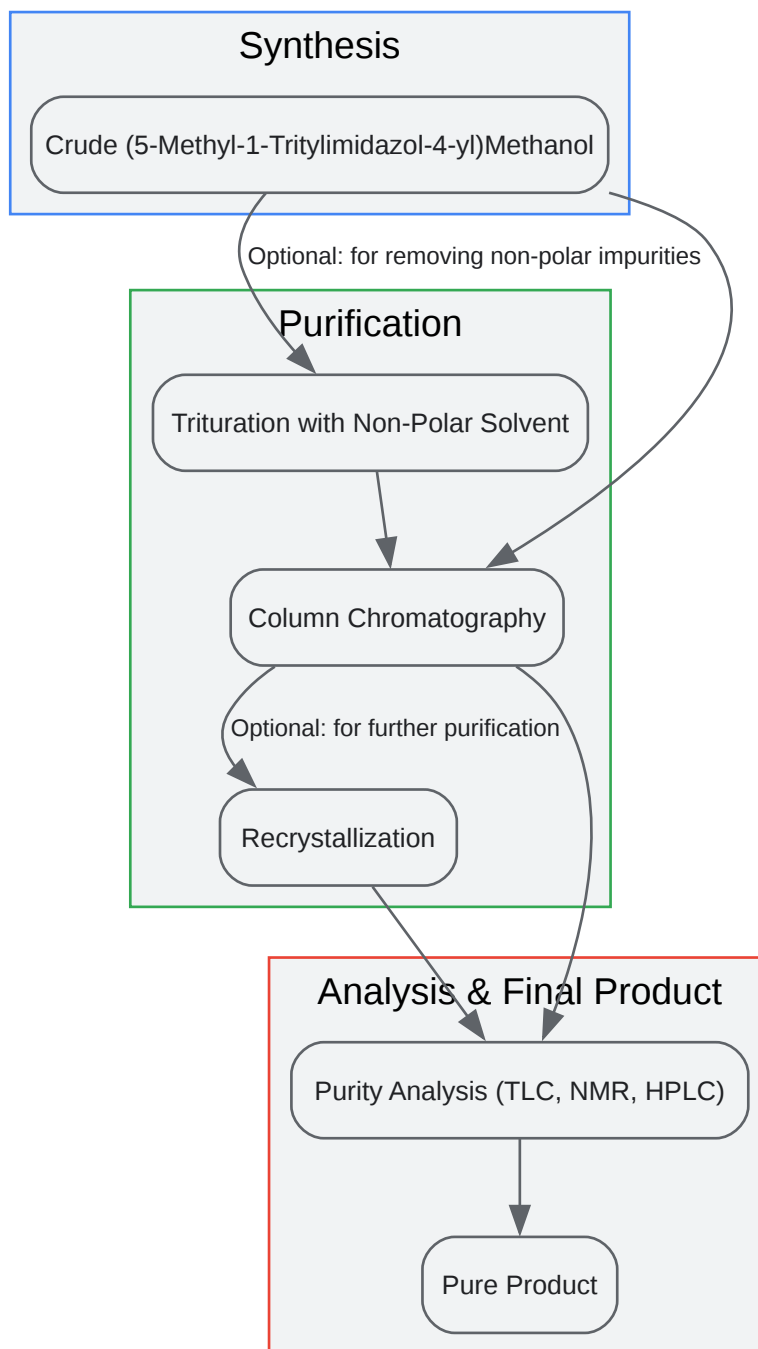 Synthesis
Crude (5-Methyl-1-Tritylimidazol-4-yl)Methanol
Optional: for removing non-polar impurities
Purification
Trituration with Non-Polar Solvent
Column Chromatography
Optional: for further purification
Recrystallization
Analysis & Final Product
Purity Analysis (TLC, NMR, HPLC)
Pure Product